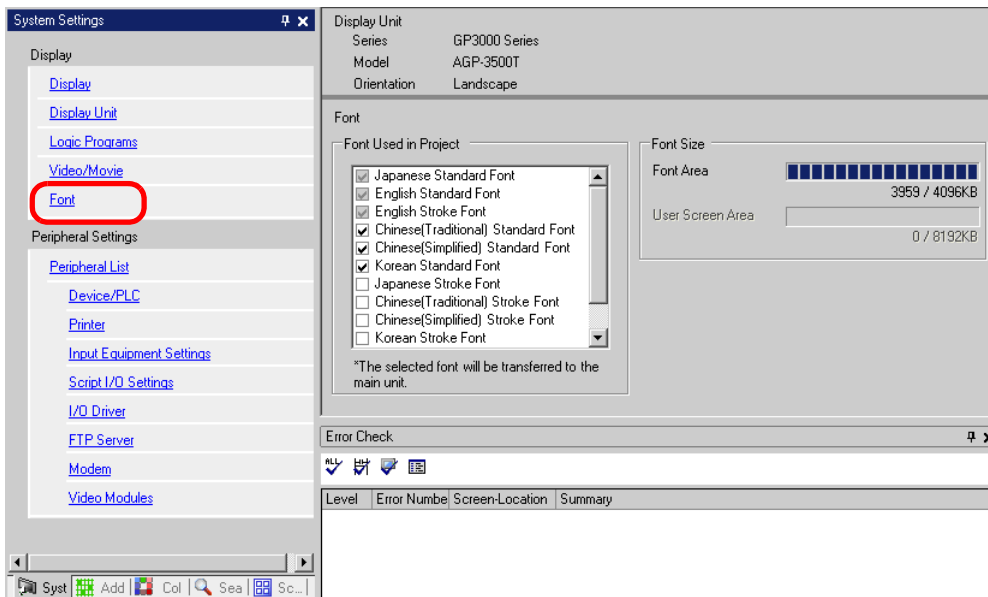 System Settings
Display
Display
Display Unit
Logic Programs
Video/Movie
Font
Peripheral Settings
Peripheral List
Device/PLC
Printer
Input Equipment Settings
Script I/O Settings
I/O Driver
FTP Server
Modem
Video Modules
Syst Add Col Sea Sc...
Display Unit
Series GP3000 Series
Model AGP-3500T
Orientation Landscape
Font
Font Used in Project
Japanese Standard Font
English Standard Font
English Stroke Font
Chinese(Traditional) Standard Font
Chinese(Simplified) Standard Font
Korean Standard Font
Japanese Stroke Font
Chinese(Traditional) Stroke Font
Chinese(Simplified) Stroke Font
Korean Stroke Font
*The selected font will be transferred to the
main unit.
Font Size
Font Area
3959 / 4096KB
User Screen Area
0 / 8192KB
Error Check
ALL
Level Error Numbe Screen-Location Summary